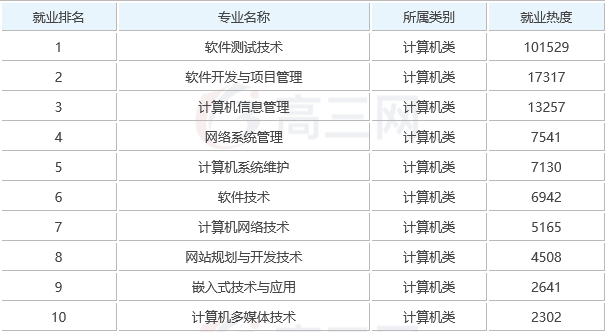 就业排名 专业名称 所属类别 就业热度
1 软件测试技术 计算机类 101529
2 软件开发与项目管理 计算机类 17317
3 计算机信息管理 计算机类 13257
4 网络系统管理 计算机类 7541
5 计算机系统维护 计算机类 7130
6 软件技术 计算机类 6942
7 计算机网络技术 计算机类 5165
8 网站规划与开发技术 计算机类 4508
9 嵌入式技术与应用 计算机类 2641
10 计算机多媒体技术 计算机类 2302
高三网